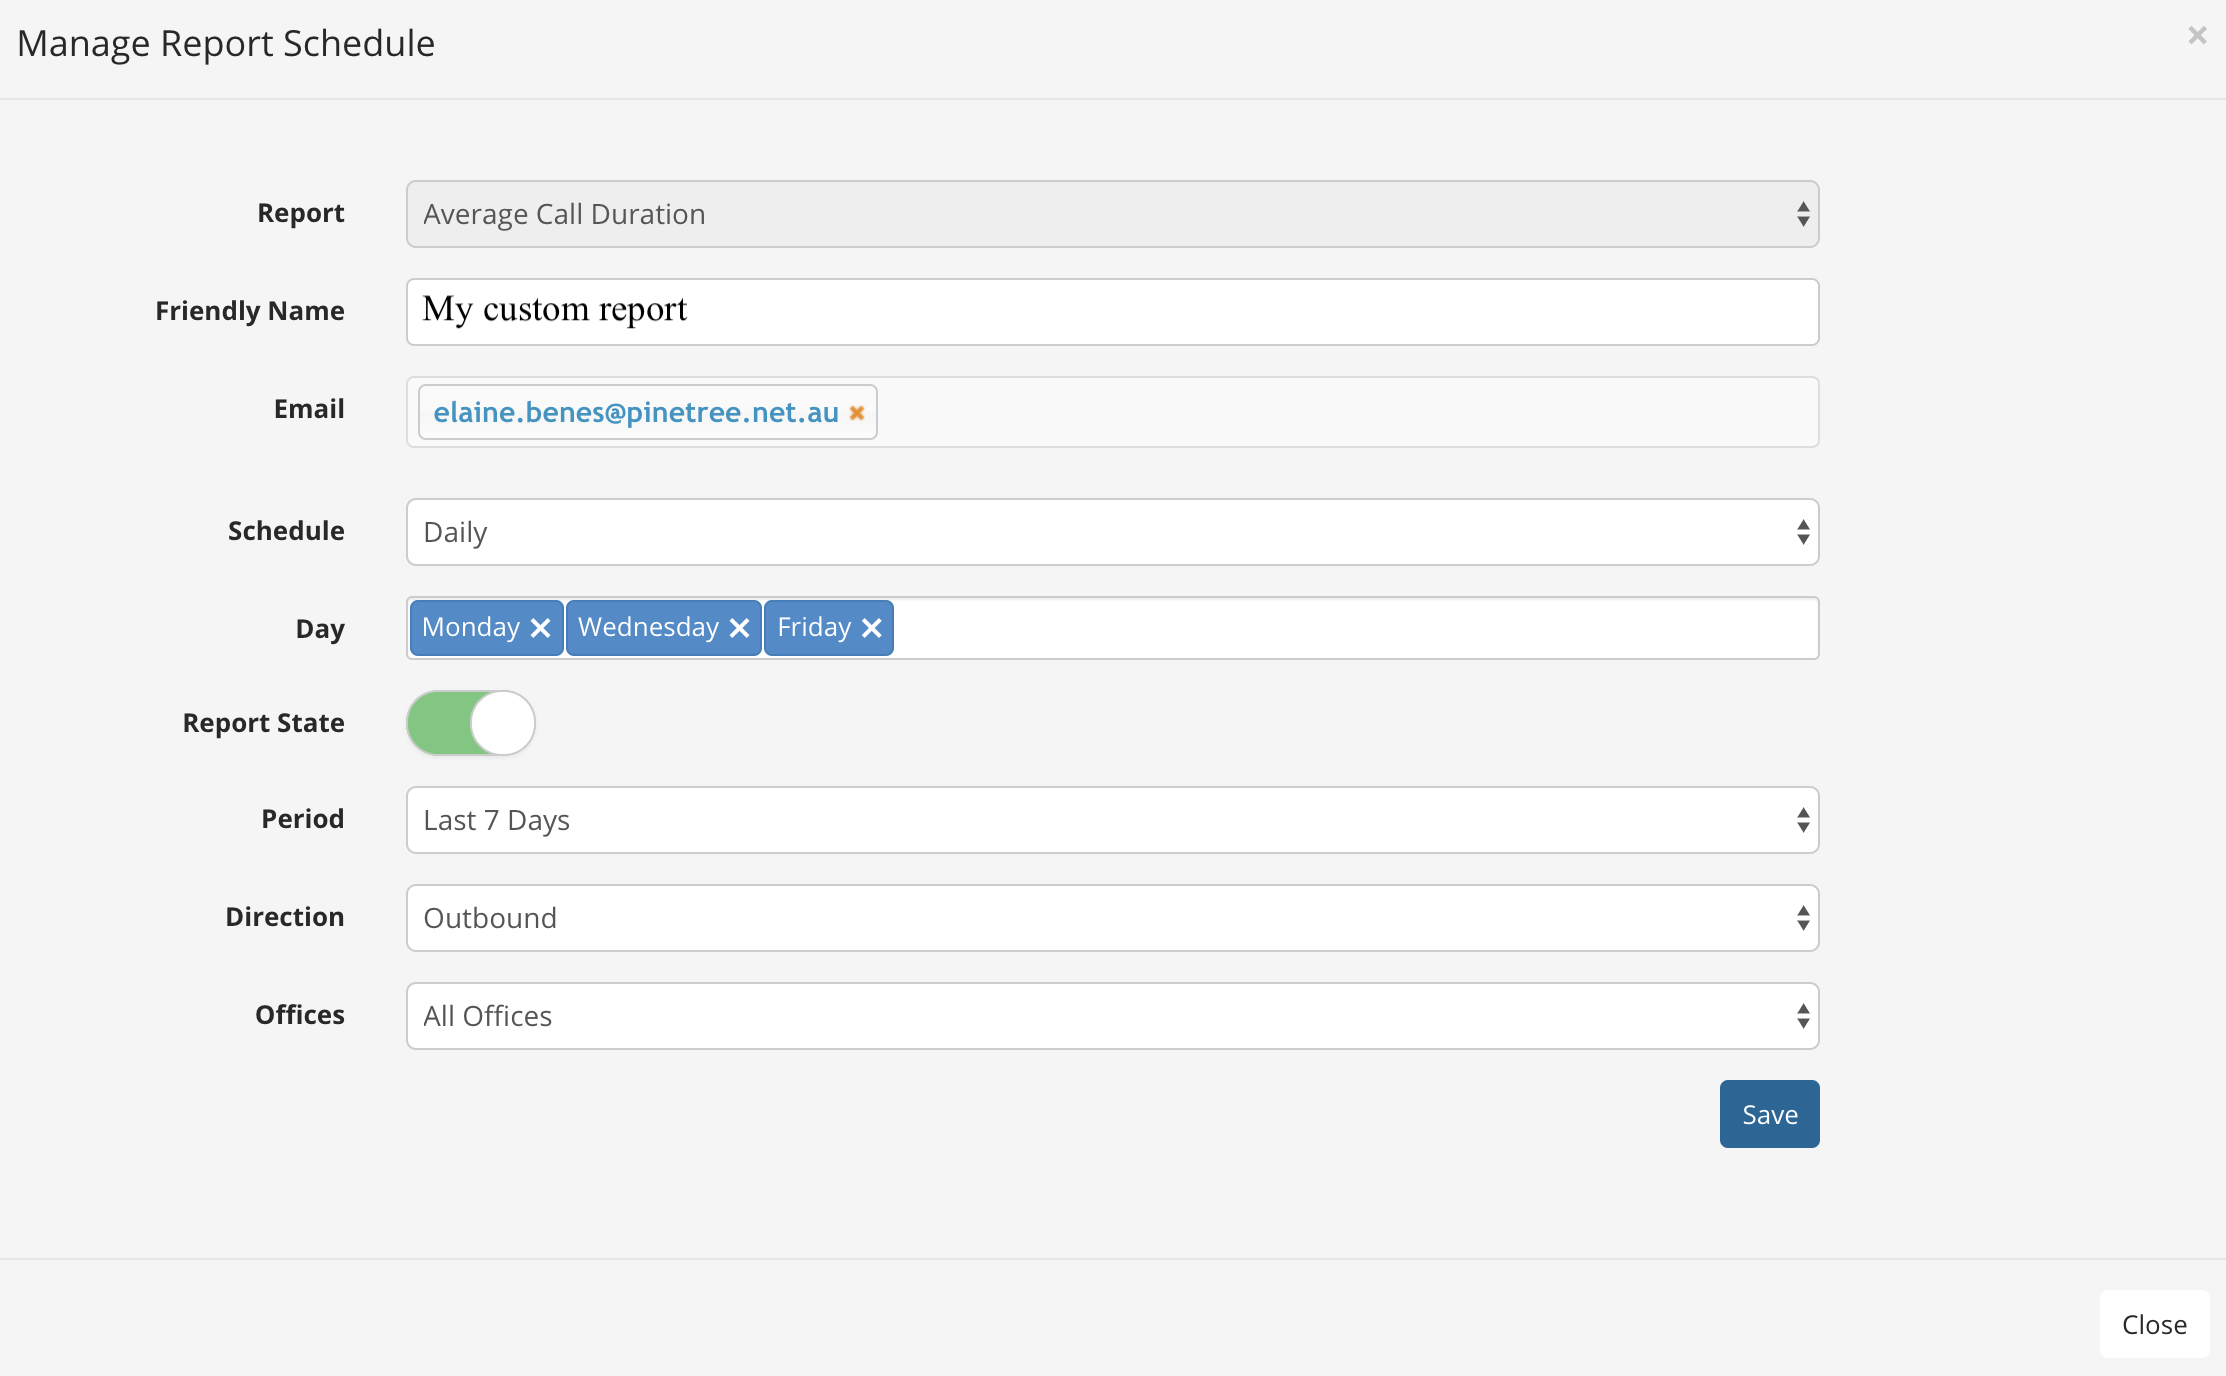 Manage Report Schedule
Report
Average Call Duration
Friendly Name
My custom report
Email
elaine.benes@pinetree.net.au
Schedule
Daily
Day
Monday Wednesday Friday
Report State
Period
Last 7 Days
Direction
Outbound
Offices
All Offices
Save
Close